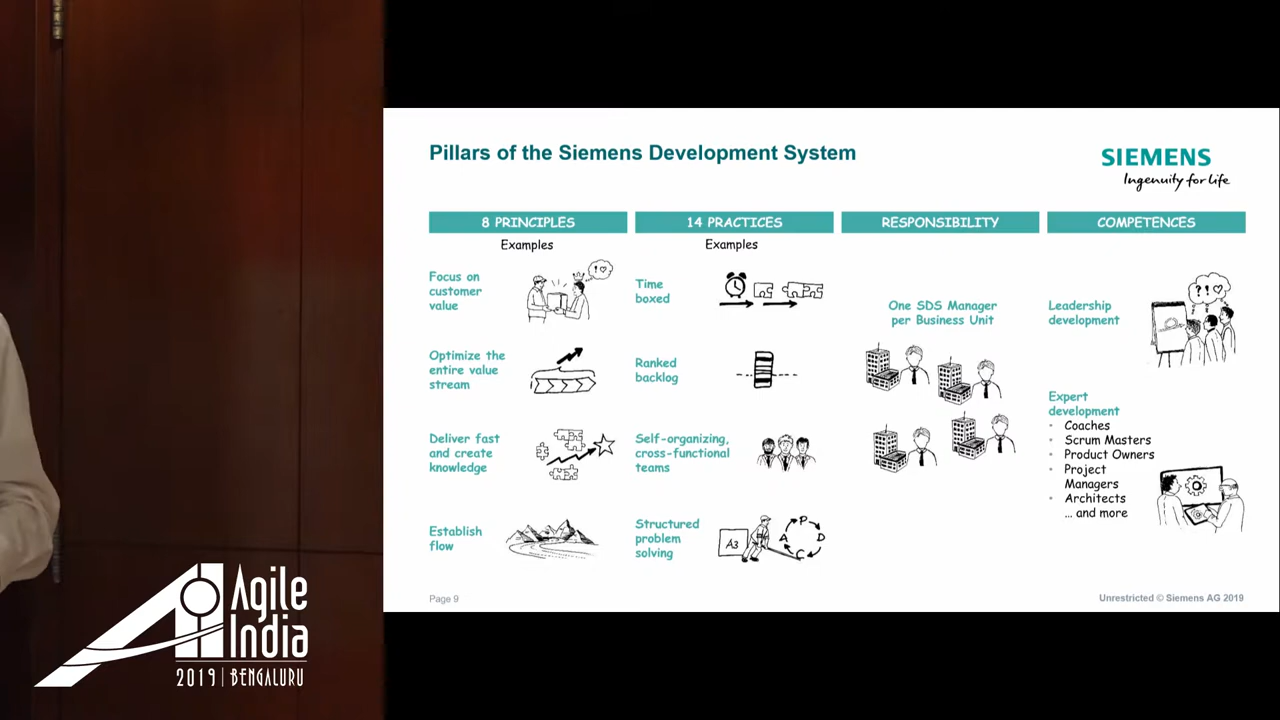 Pillars of the Siemens Development System
SIEMENS
Ingenuity for life
8 PRINCIPLES
Examples
Focus on
customer
value
Optimize the
entire value
stream
Deliver fast
and create
knowledge
Establish
flow
14 PRACTICES
Examples
Time
boxed
Ranked
backlog
Self-organizing,
cross-functional
teams
Structured
problem
solving
A3
P
D
C
A
RESPONSIBILITY
One SDS Manager
per Business Unit
COMPETENCES
? ! ♡
Leadership
development
Expert
development
• Coaches
• Scrum Masters
• Product Owners
• Project
Managers
• Architects
… and more
Page 9
Unrestricted © Siemens AG 2019
Agile
India
2019 | BENGALURU